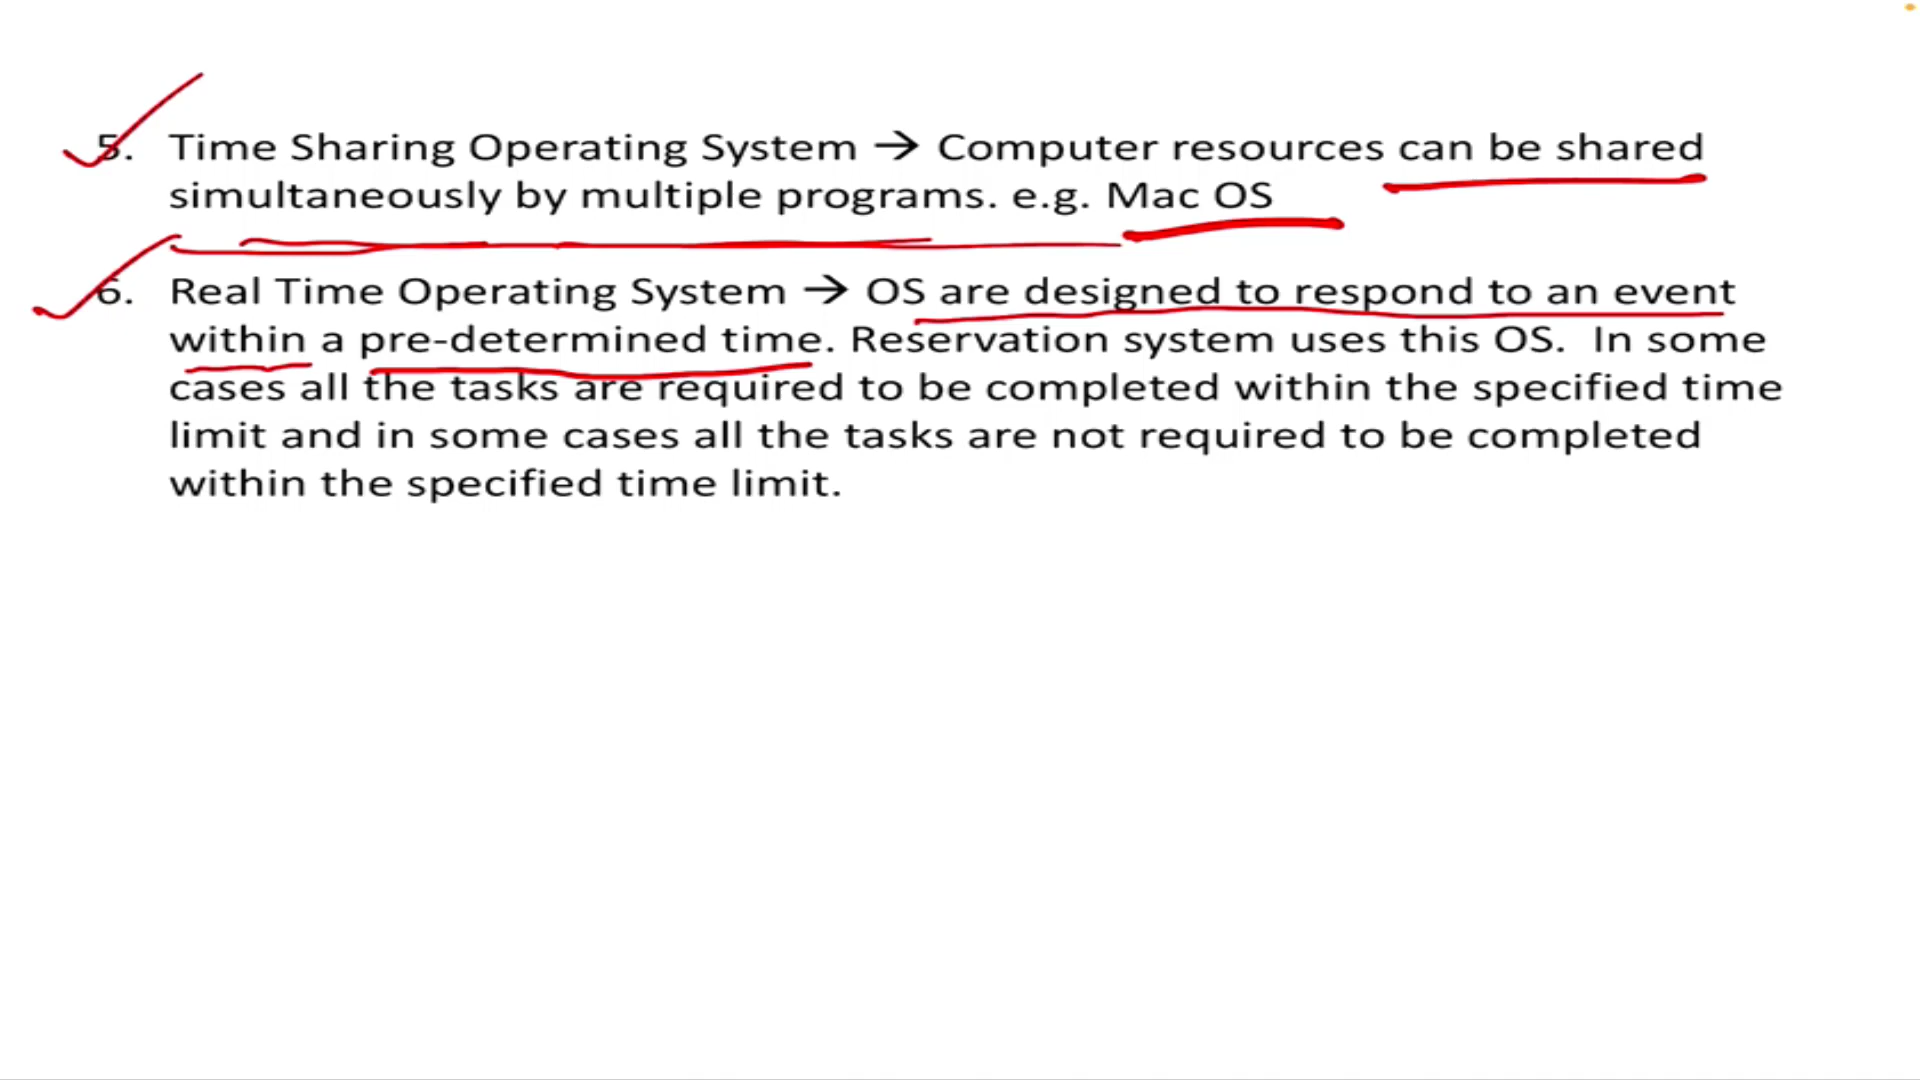 5. Time Sharing Operating System → Computer resources can be shared
simultaneously by multiple programs. e.g. Mac OS
6. Real Time Operating System → OS are designed to respond to an event
within a pre-determined time. Reservation system uses this OS.  In some
cases all the tasks are required to be completed within the specified time
limit and in some cases all the tasks are not required to be completed
within the specified time limit.